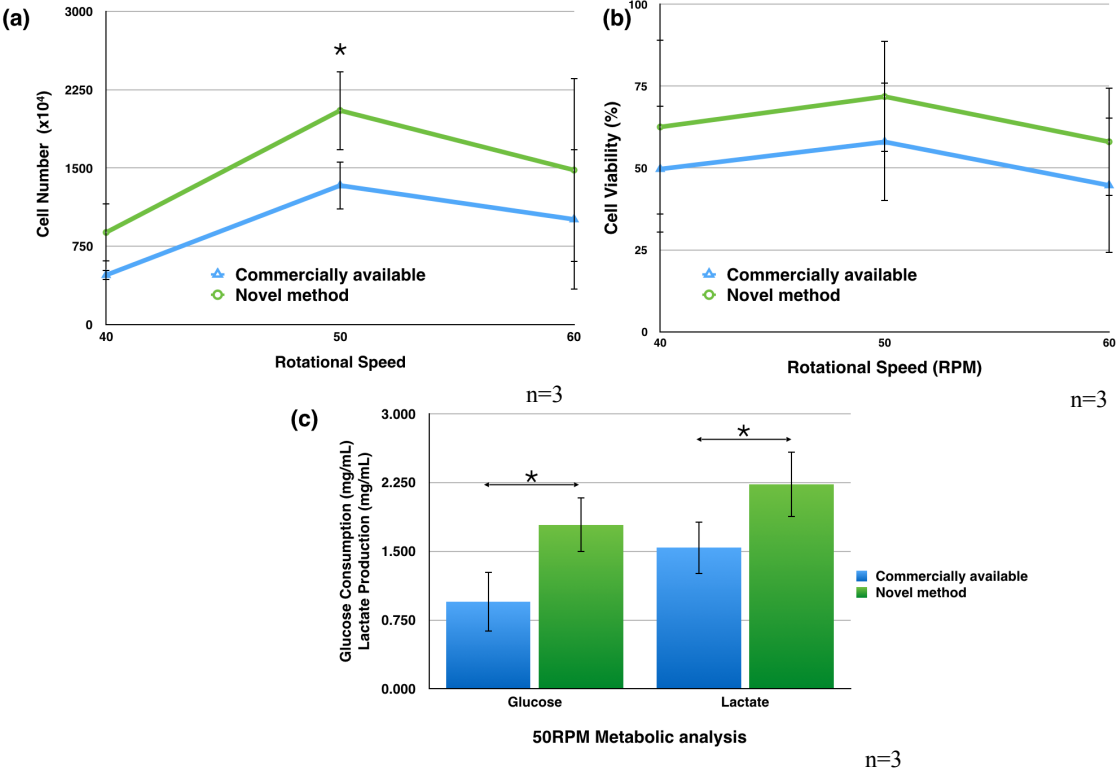 (a)
3000
2250
1500
750
0
Cell Number (x10⁴)
*
Commercially available
Novel method
40
50
60
Rotational Speed
n=3
(b)
100
75
50
25
0
Cell Viability (%)
Commercially available
Novel method
40
50
60
Rotational Speed (RPM)
n=3
(c)
3.000
2.250
1.500
0.750
0.000
Glucose Consumption (mg/mL)
Lactate Production (mg/mL)
*
*
Glucose
Lactate
50RPM Metabolic analysis
Commercially available
Novel method
n=3